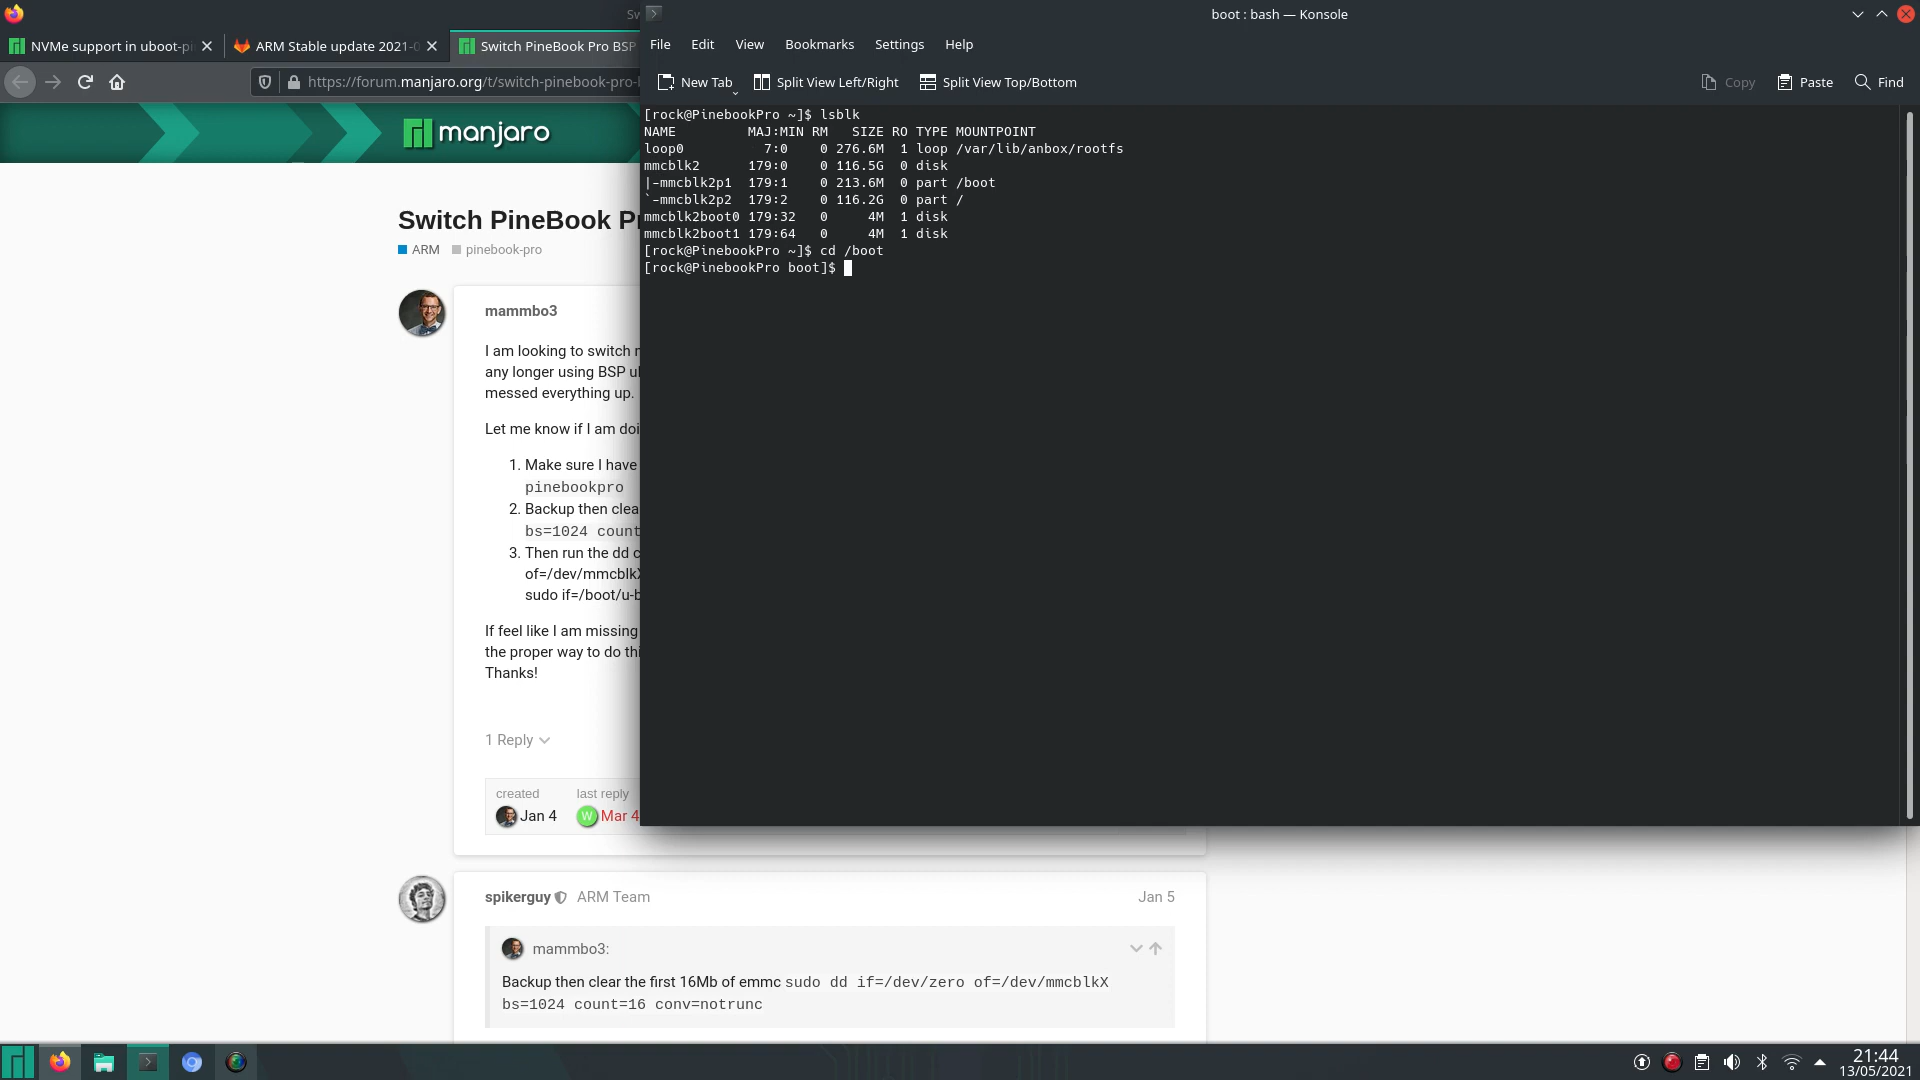 Sw
boot : bash — Konsole
NVMe support in uboot-pi
ARM Stable update 2021-0
Switch PineBook Pro BSP
File Edit View Bookmarks Settings Help
https://forum.manjaro.org/t/switch-pinebook-pro-
New Tab Split View Left/Right Split View Top/Bottom Copy Paste Find
manjaro
[rock@PinebookPro ~]$ lsblk
NAME MAJ:MIN RM SIZE RO TYPE MOUNTPOINT
loop0 7:0 0 276.6M 1 loop /var/lib/anbox/rootfs
mmcblk2 179:0 0 116.5G 0 disk
|-mmcblk2p1 179:1 0 213.6M 0 part /boot
`-mmcblk2p2 179:2 0 116.2G 0 part /
mmcblk2boot0 179:32 0 4M 1 disk
mmcblk2boot1 179:64 0 4M 1 disk
[rock@PinebookPro ~]$ cd /boot
[rock@PinebookPro boot]$
Switch PineBook Pr
ARM pinebook-pro
mammbo3
I am looking to switch
any longer using BSP
messed everything up.
Let me know if I am doi
1. Make sure I have
pinebookpro
2. Backup then clea
bs=1024 count
3. Then run the dd c
of=/dev/mmcblkX
sudo if=/boot/u-b
If feel like I am missing
the proper way to do thi
Thanks!
1 Reply
created last reply
Jan 4 W Mar 4
spikerguy ARM Team Jan 5
mammbo3:
Backup then clear the first 16Mb of emmc sudo dd if=/dev/zero of=/dev/mmcblkX
bs=1024 count=16 conv=notrunc
21:44
13/05/2021